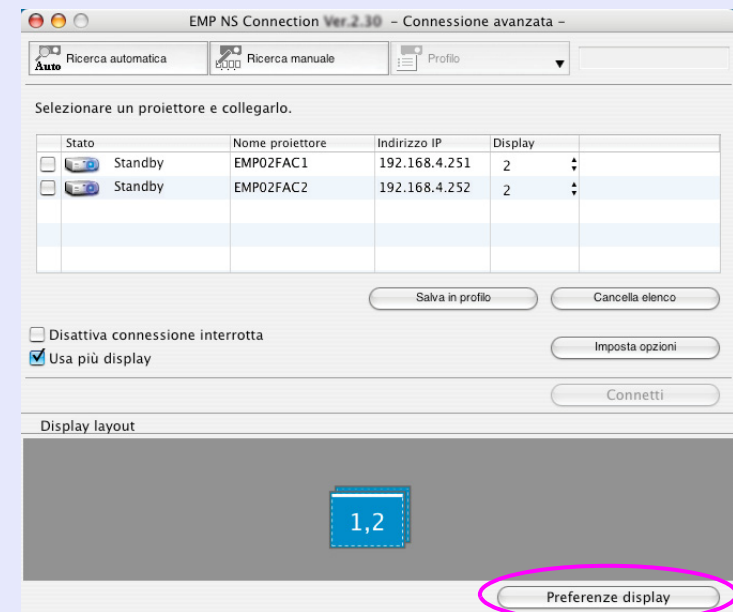 EMP NS Connection Ver.2.30 – Connessione avanzata –
Auto Ricerca automatica Ricerca manuale Profilo
Selezionare un proiettore e collegarlo.
Stato Nome proiettore Indirizzo IP Display
Standby EMP02FAC1 192.168.4.251 2
Standby EMP02FAC2 192.168.4.252 2
Salva in profilo Cancella elenco
Disattiva connessione interrotta
Imposta opzioni
Usa più display
Connetti
Display layout
1,2
Preferenze display